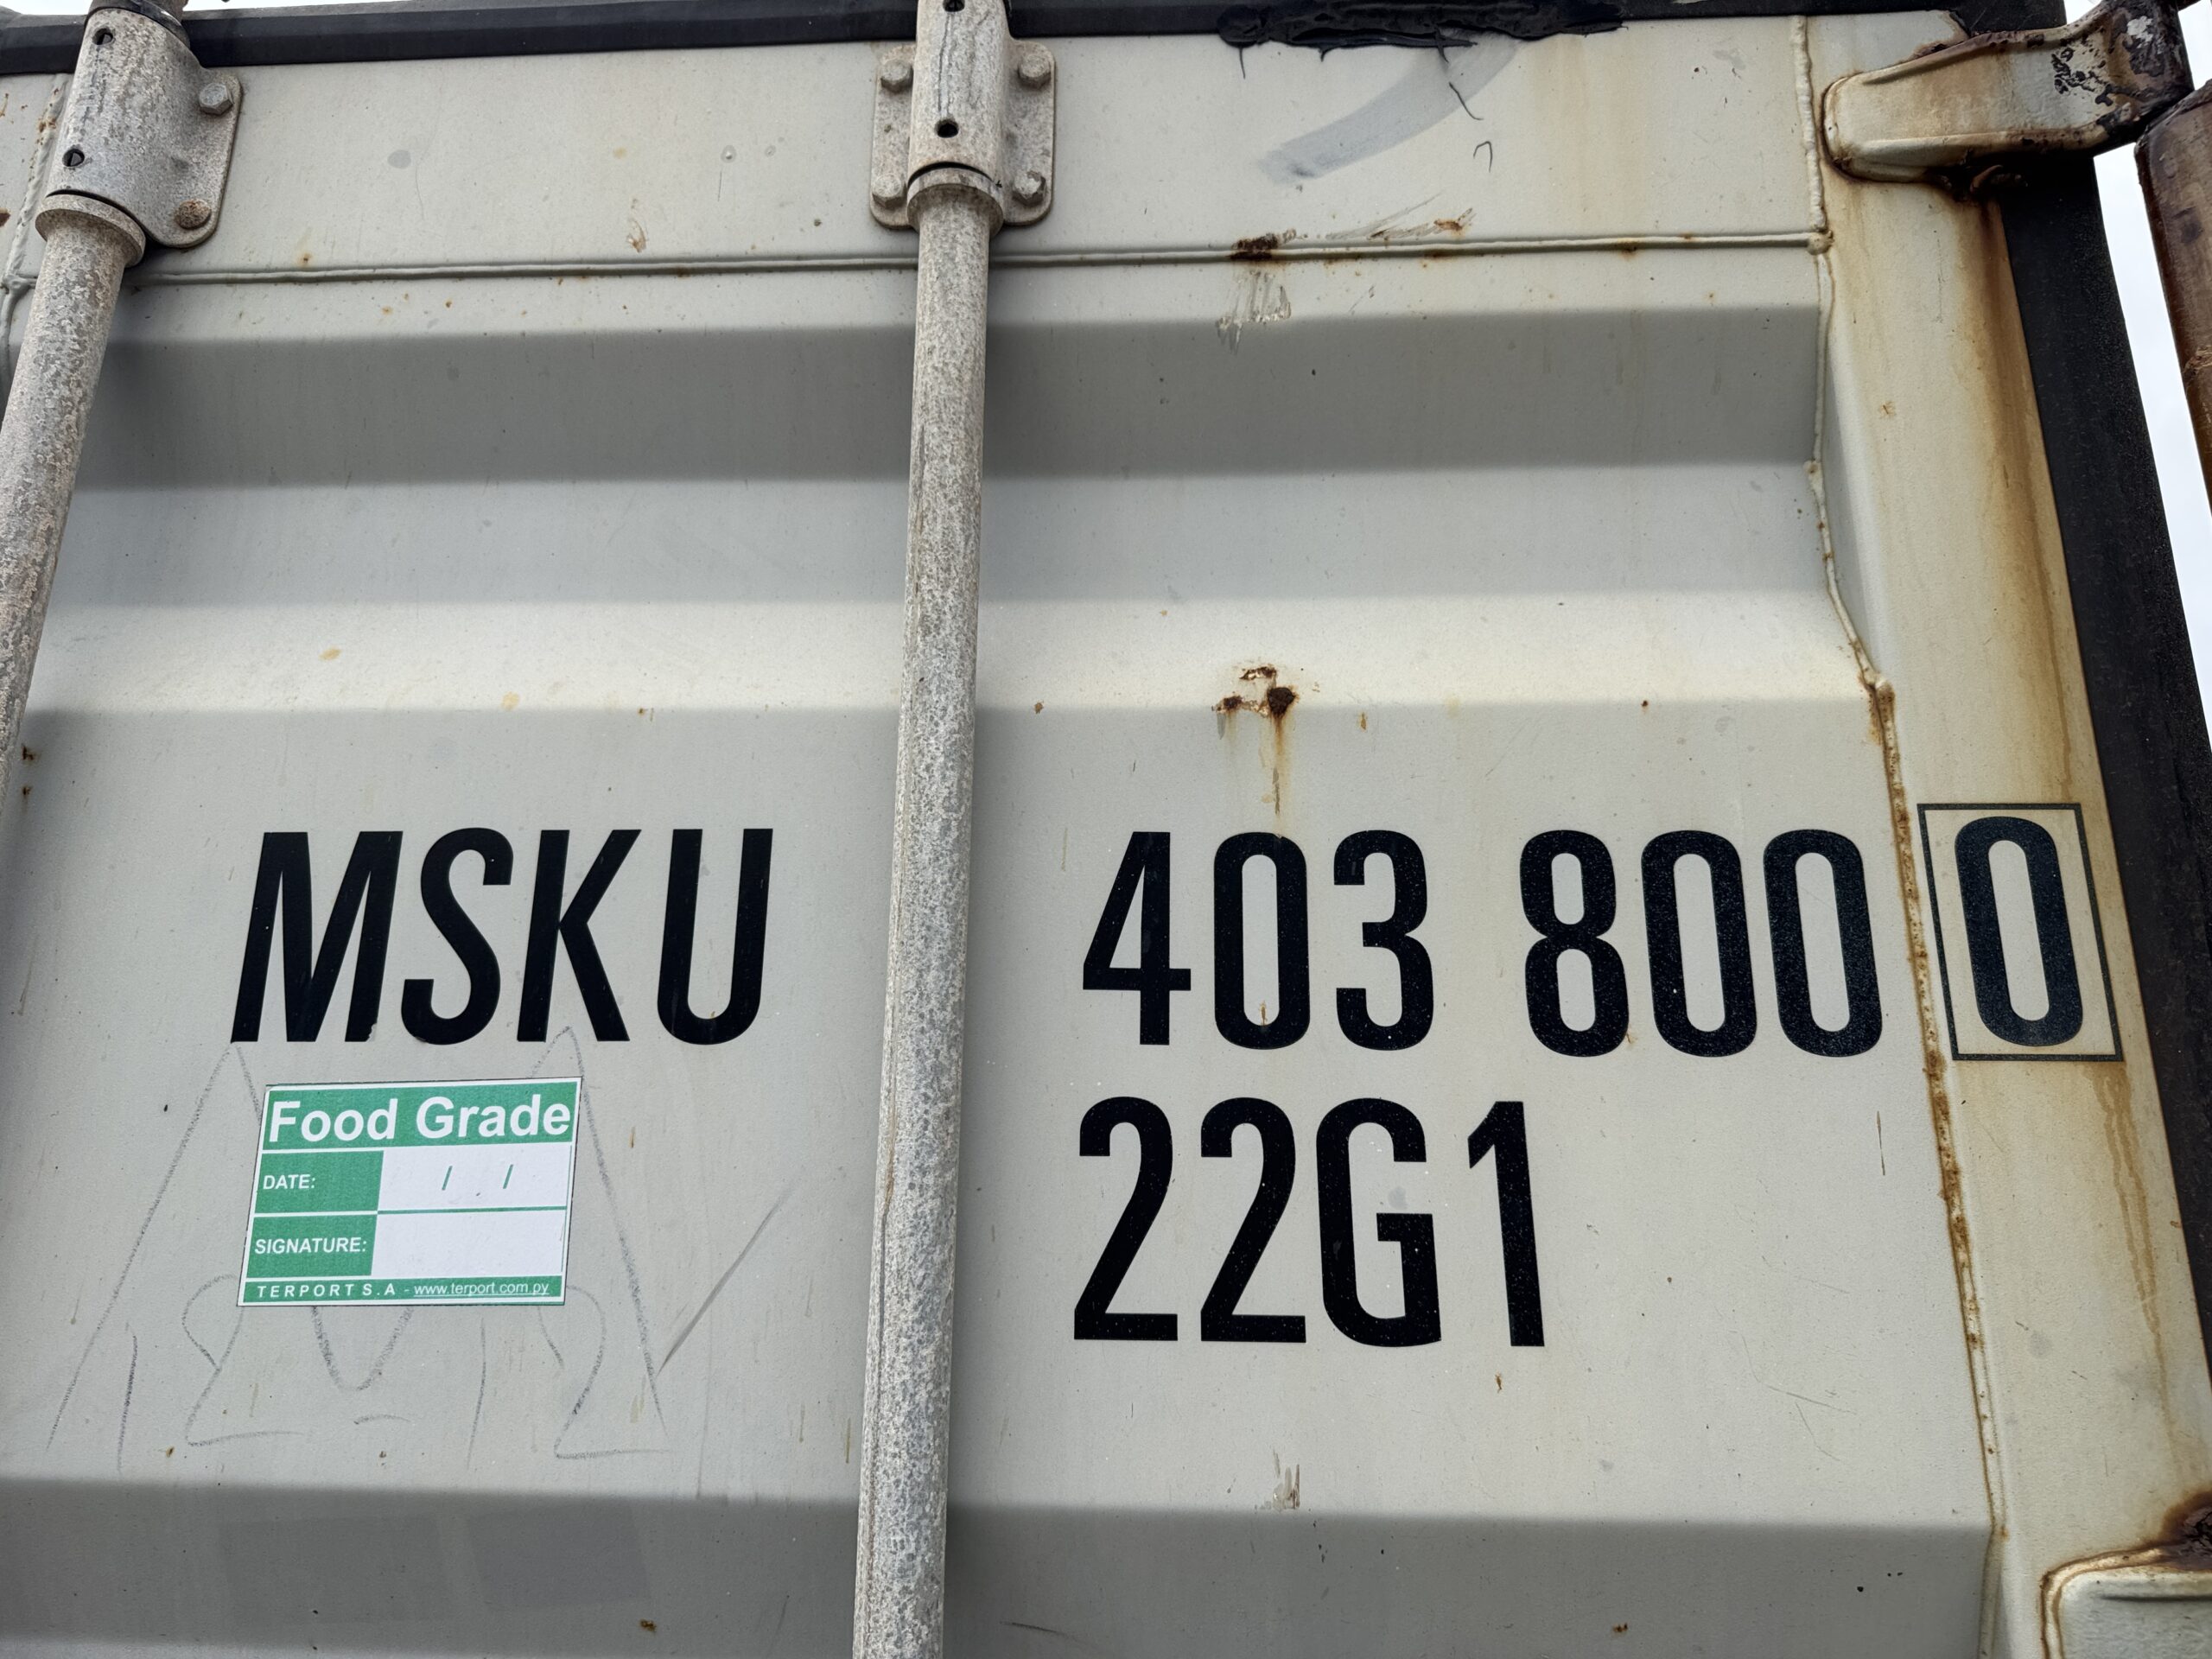 MSKU 403 800 0
22G1
Food Grade
DATE: / /
SIGNATURE:
TERPORT S.A - www.terport.com.py